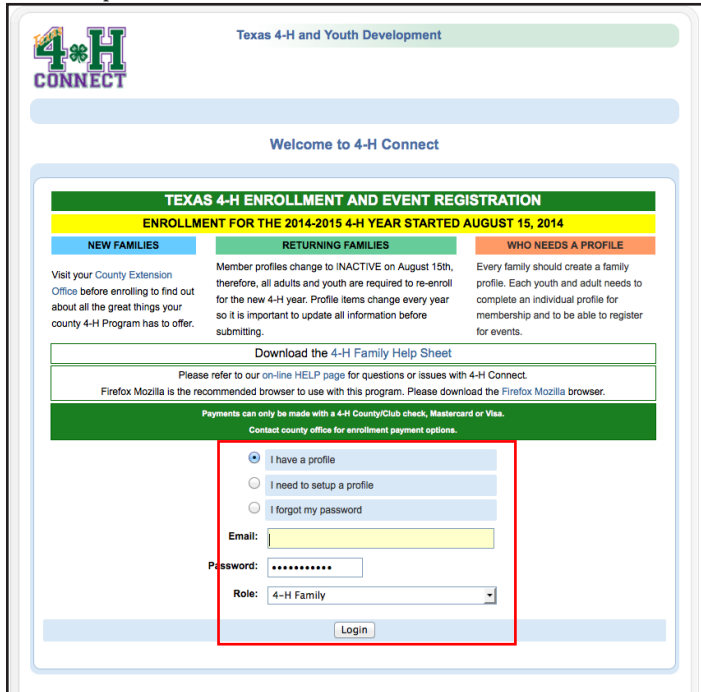 Texas
4-H
CONNECT
Texas 4-H and Youth Development
Welcome to 4-H Connect
TEXAS 4-H ENROLLMENT AND EVENT REGISTRATION
ENROLLMENT FOR THE 2014-2015 4-H YEAR STARTED AUGUST 15, 2014
NEW FAMILIES
Visit your County Extension
Office before enrolling to find out
about all the great things your
county 4-H Program has to offer.
RETURNING FAMILIES
Member profiles change to INACTIVE on August 15th,
therefore, all adults and youth are required to re-enroll
for the new 4-H year. Profile items change every year
so it is important to update all information before
submitting.
WHO NEEDS A PROFILE
Every family should create a family
profile. Each youth and adult needs to
complete an individual profile for
membership and to be able to register
for events.
Download the 4-H Family Help Sheet
Please refer to our on-line HELP page for questions or issues with 4-H Connect.
Firefox Mozilla is the recommended browser to use with this program. Please download the Firefox Mozilla browser.
Payments can only be made with a 4-H County/Club check, Mastercard or Visa.
Contact county office for enrollment payment options.
I have a profile
I need to setup a profile
I forgot my password
Email:
Password: •••••••••••
Role: 4-H Family
Login